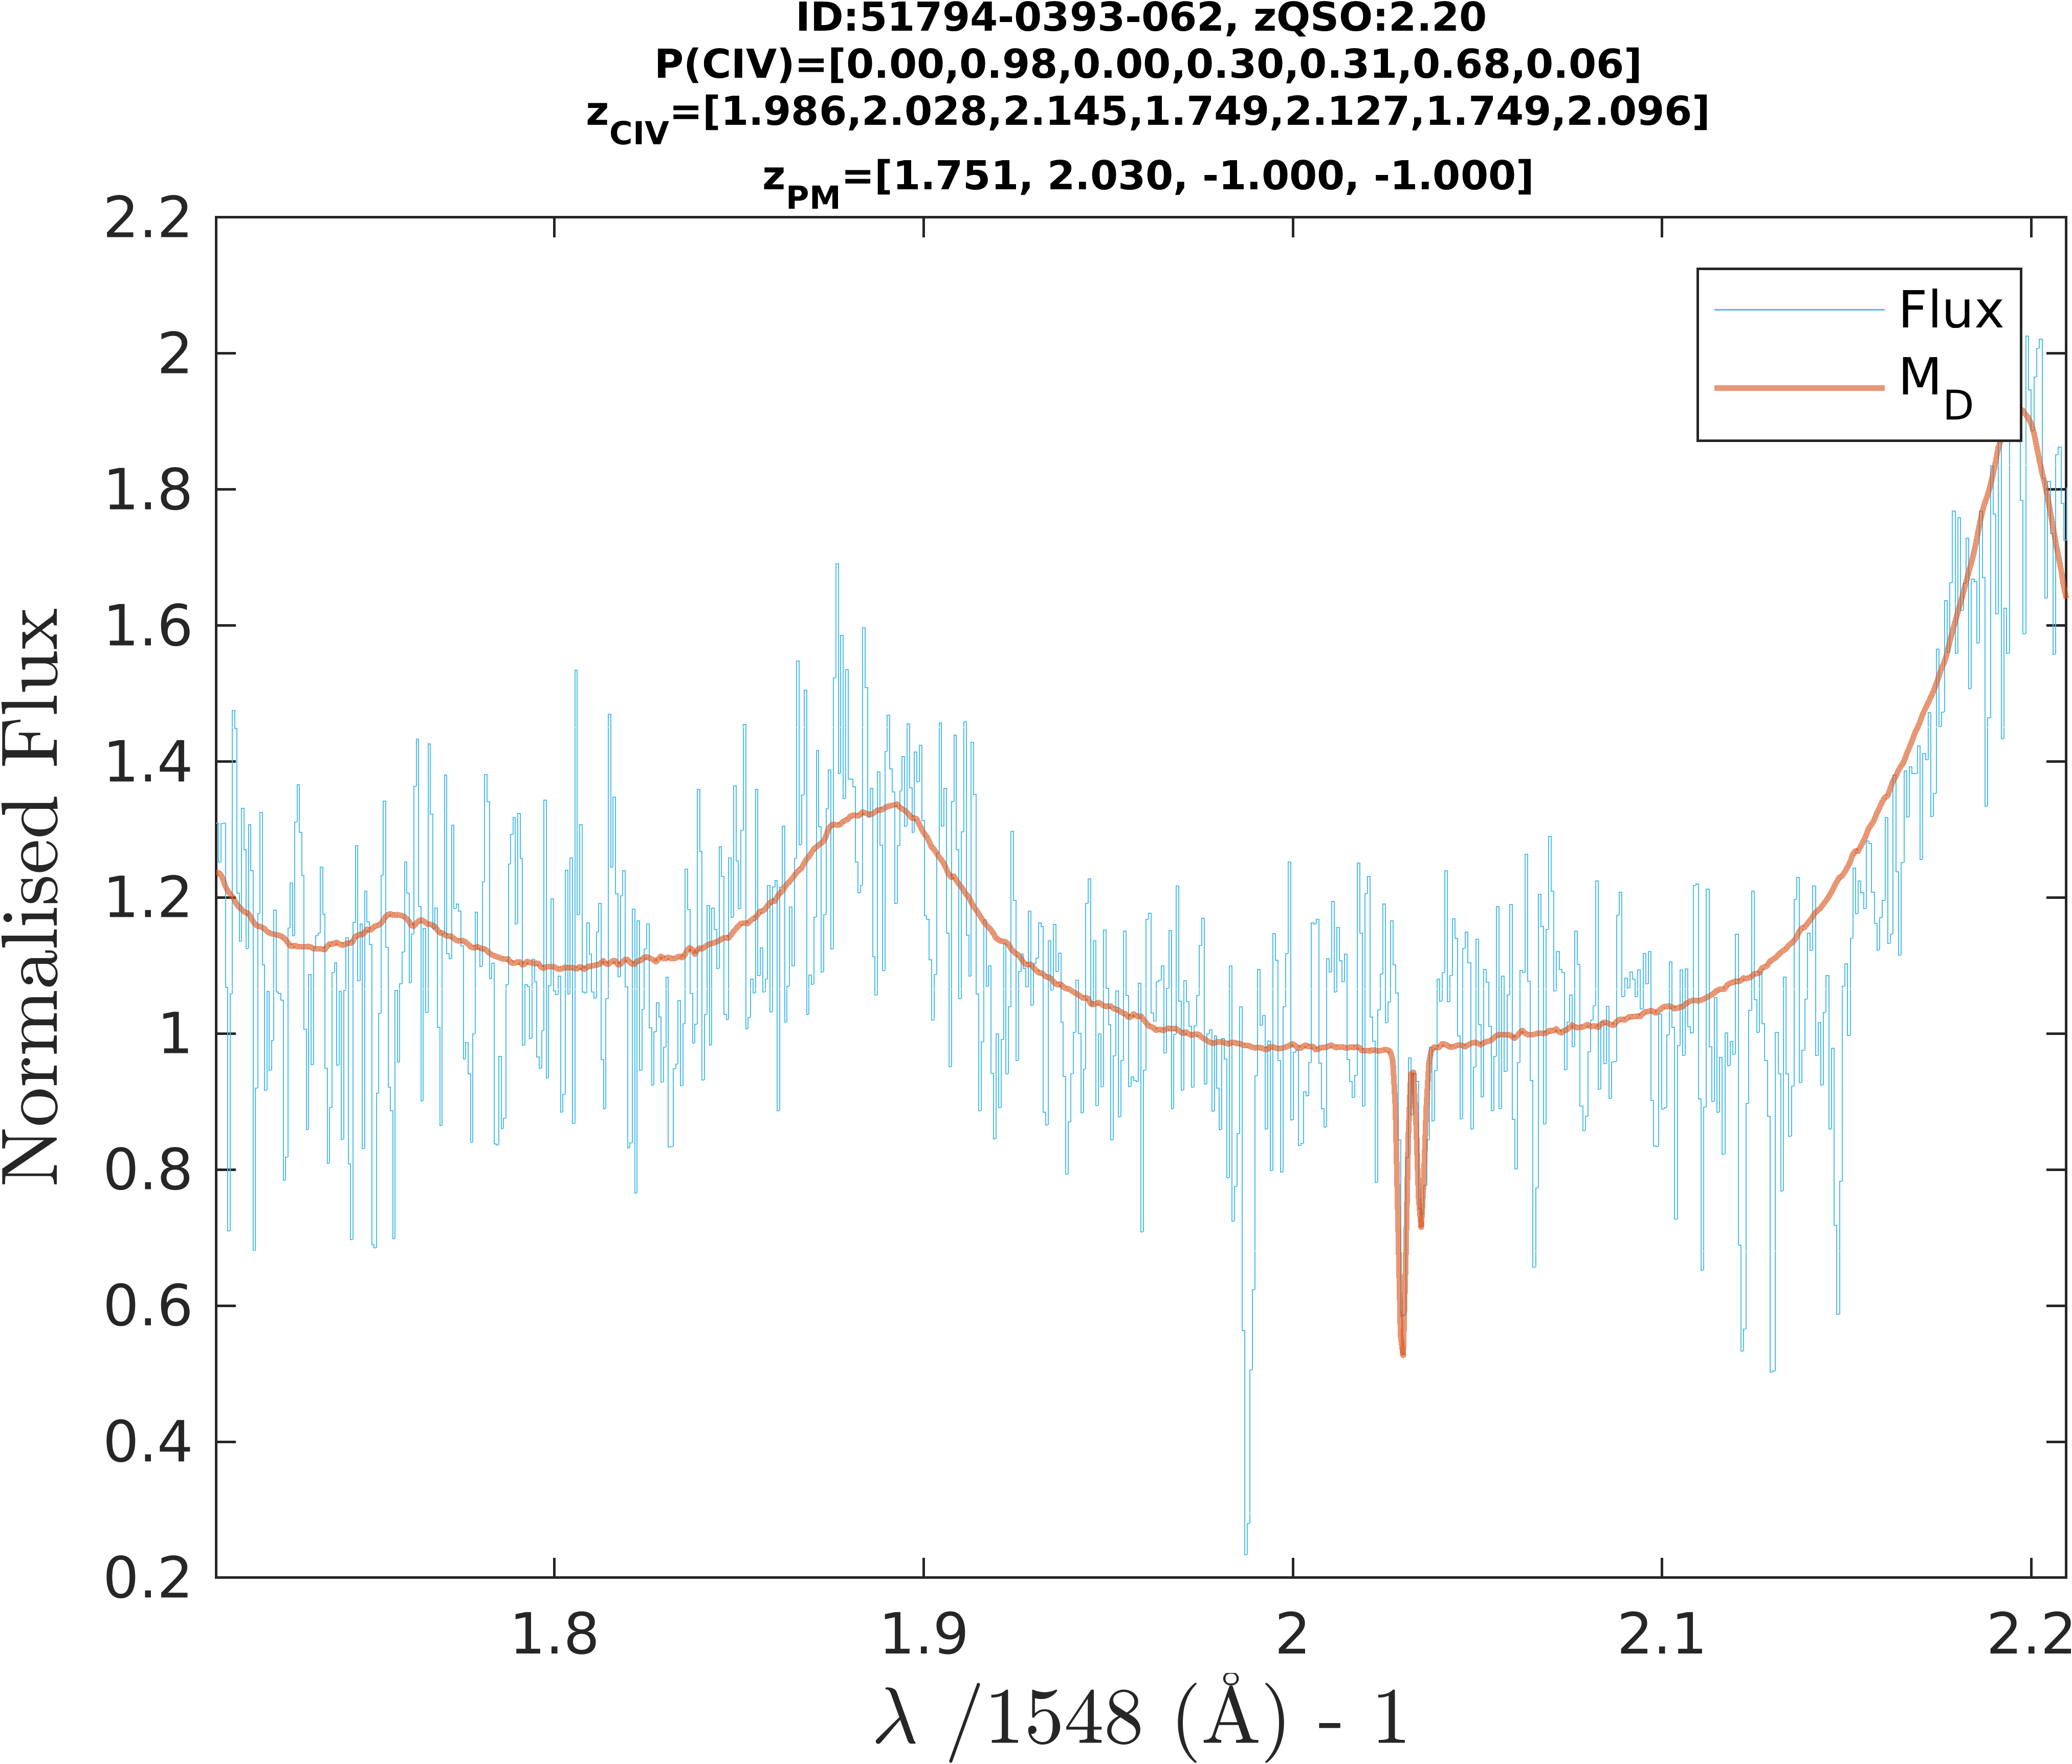 ID:51794-0393-062, zQSO:2.20
P(CIV)=[0.00,0.98,0.00,0.30,0.31,0.68,0.06]
zCIV=[1.986,2.028,2.145,1.749,2.127,1.749,2.096]
zPM=[1.751, 2.030, -1.000, -1.000]
2.2
2
1.8
1.6
1.4
1.2
1
0.8
0.6
0.4
0.2
Normalised Flux
Flux
MD
1.8
1.9
2
2.1
2.2
λ /1548 (Å) - 1